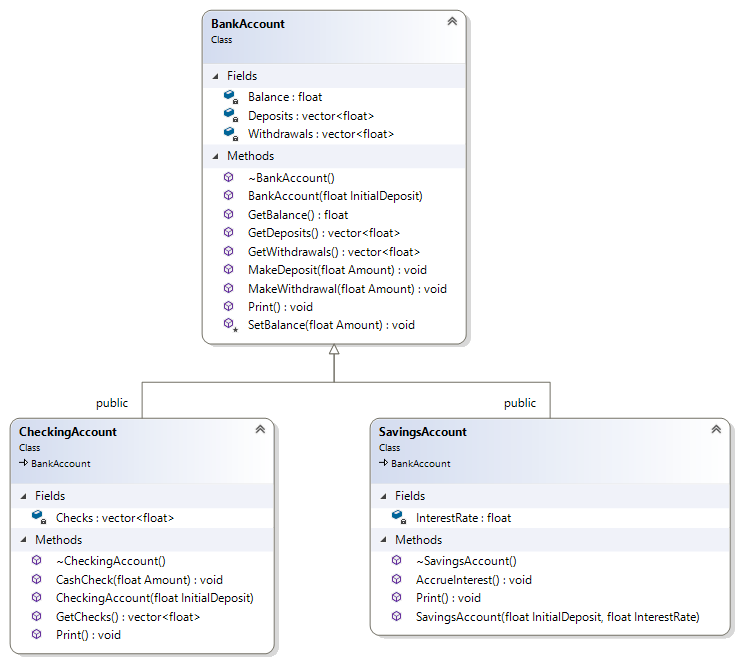 BankAccount
Class
Fields
Balance : float
Deposits : vector<float>
Withdrawals : vector<float>
Methods
~BankAccount()
BankAccount(float InitialDeposit)
GetBalance() : float
GetDeposits() : vector<float>
GetWithdrawals() : vector<float>
MakeDeposit(float Amount) : void
MakeWithdrawal(float Amount) : void
Print() : void
SetBalance(float Amount) : void
public
CheckingAccount
Class
BankAccount
Fields
Checks : vector<float>
Methods
~CheckingAccount()
CashCheck(float Amount) : void
CheckingAccount(float InitialDeposit)
GetChecks() : vector<float>
Print() : void
public
SavingsAccount
Class
BankAccount
Fields
InterestRate : float
Methods
~SavingsAccount()
AccrueInterest() : void
Print() : void
SavingsAccount(float InitialDeposit, float InterestRate)